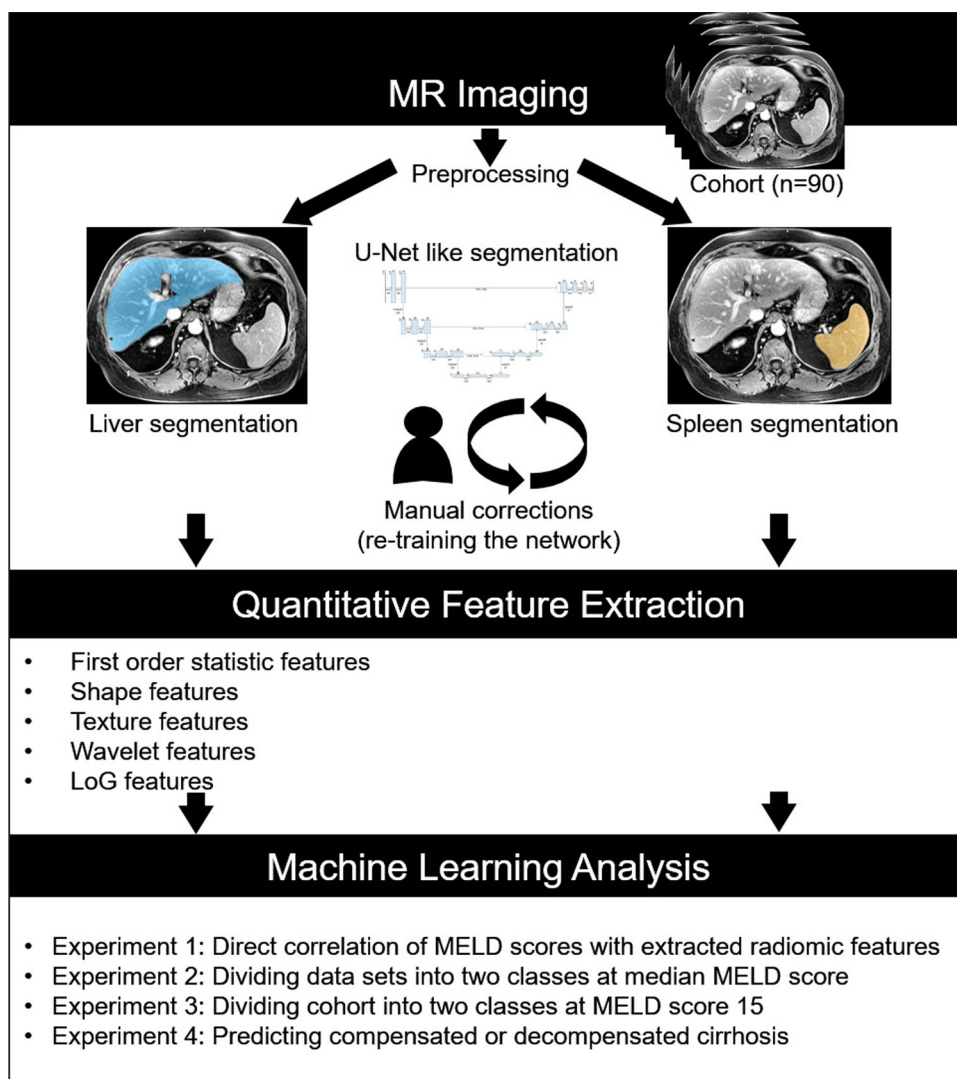 MR Imaging
Cohort (n=90)
Preprocessing
U-Net like segmentation
Liver segmentation
Spleen segmentation
Manual corrections
(re-training the network)
Quantitative Feature Extraction
• First order statistic features
• Shape features
• Texture features
• Wavelet features
• LoG features
Machine Learning Analysis
• Experiment 1: Direct correlation of MELD scores with extracted radiomic features
• Experiment 2: Dividing data sets into two classes at median MELD score
• Experiment 3: Dividing cohort into two classes at MELD score 15
• Experiment 4: Predicting compensated or decompensated cirrhosis